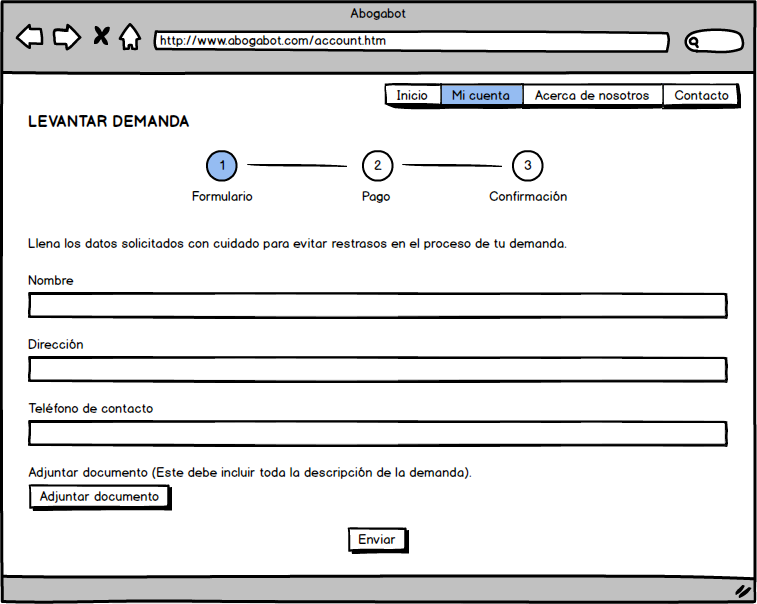 Abogabot
http://www.abogabot.com/account.htm
Inicio Mi cuenta Acerca de nosotros Contacto
LEVANTAR DEMANDA
1 2 3
Formulario Pago Confirmación
Llena los datos solicitados con cuidado para evitar restrasos en el proceso de tu demanda.
Nombre
Dirección
Teléfono de contacto
Adjuntar documento (Este debe incluir toda la descripción de la demanda).
Adjuntar documento
Enviar